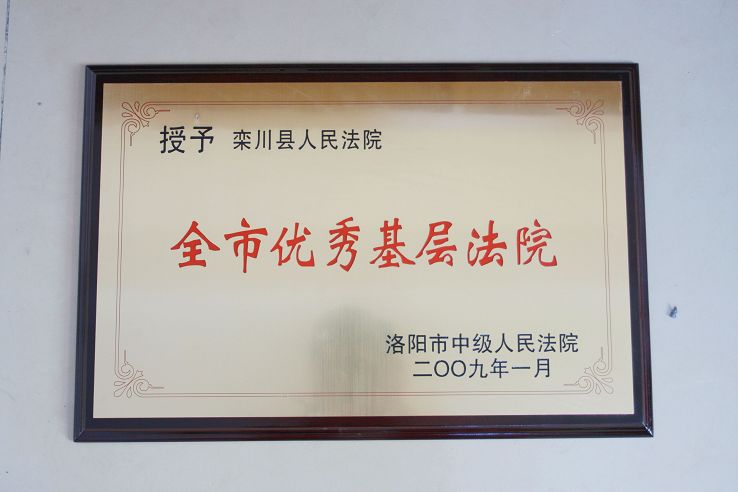 授予 栾川县人民法院
全市优秀基层法院
洛阳市中级人民法院
二〇〇九年一月